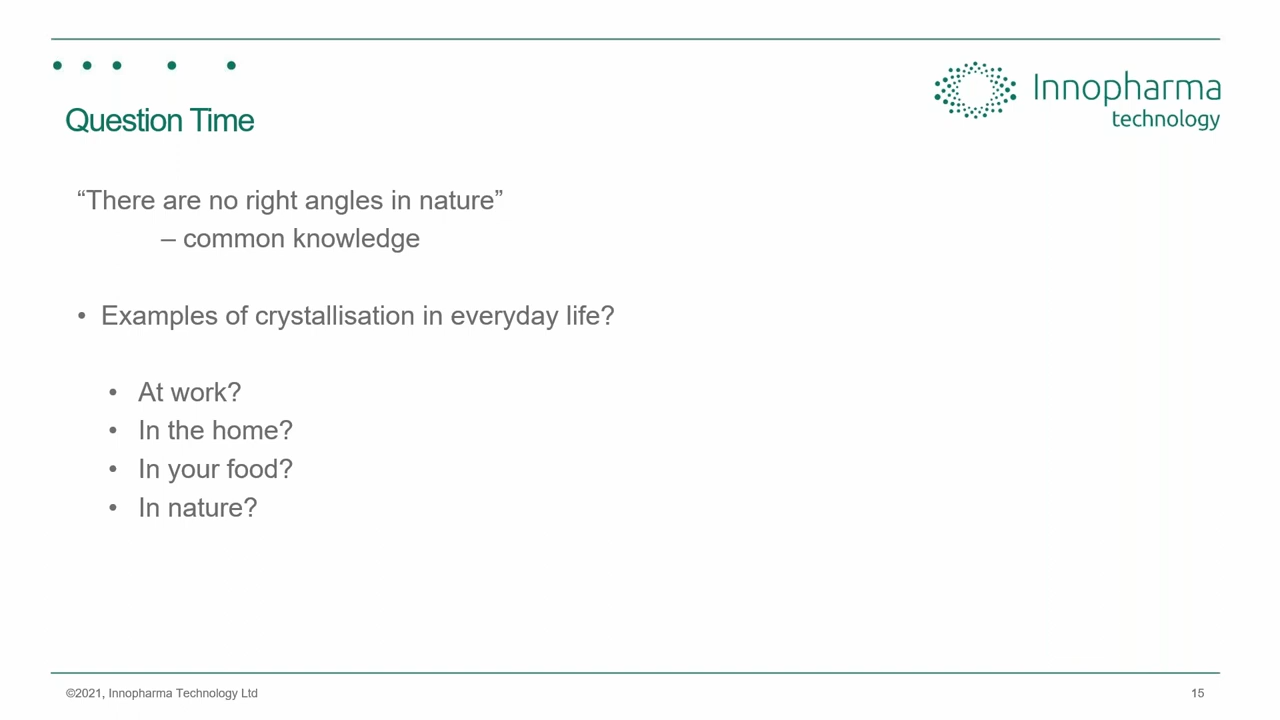 Innopharma
technology
Question Time
“There are no right angles in nature”
– common knowledge
• Examples of crystallisation in everyday life?
• At work?
• In the home?
• In your food?
• In nature?
©2021, Innopharma Technology Ltd
15